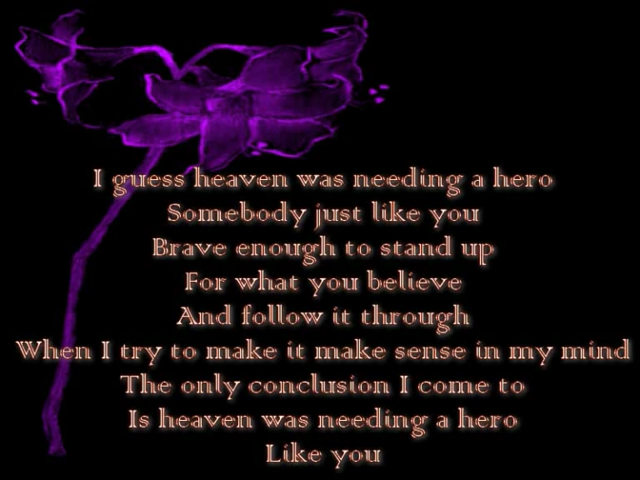 I guess heaven was needing a hero
Somebody just like you
Brave enough to stand up
For what you believe
And follow it through
When I try to make it make sense in my mind
The only conclusion I come to
Is heaven was needing a hero
Like you